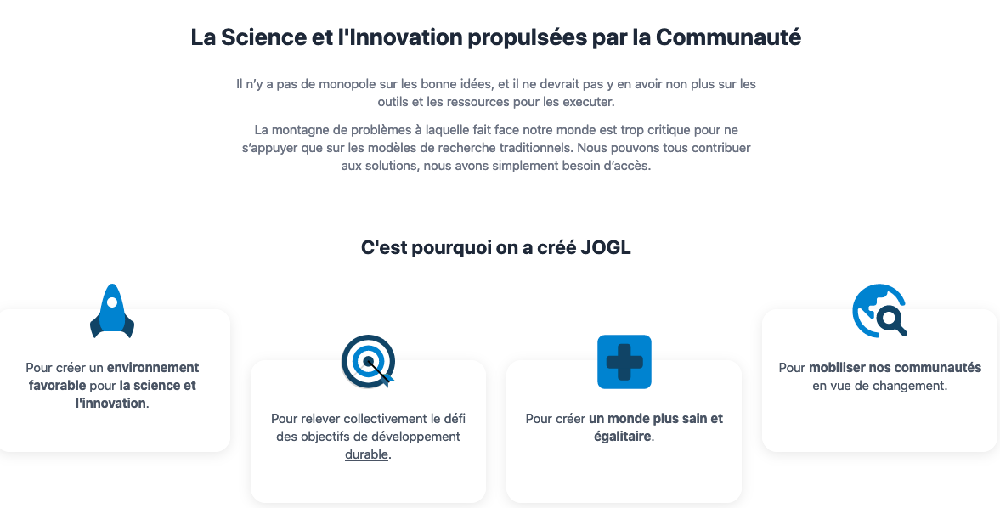 La Science et l'Innovation propulsées par la Communauté
Il n’y a pas de monopole sur les bonne idées, et il ne devrait pas y en avoir non plus sur les
outils et les ressources pour les executer.
La montagne de problèmes à laquelle fait face notre monde est trop critique pour ne
s’appuyer que sur les modèles de recherche traditionnels. Nous pouvons tous contribuer
aux solutions, nous avons simplement besoin d’accès.
C'est pourquoi on a créé JOGL
Pour créer un environnement
favorable pour la science et
l'innovation.
Pour relever collectivement le défi
des objectifs de développement
durable.
Pour créer un monde plus sain et
égalitaire.
Pour mobiliser nos communautés
en vue de changement.